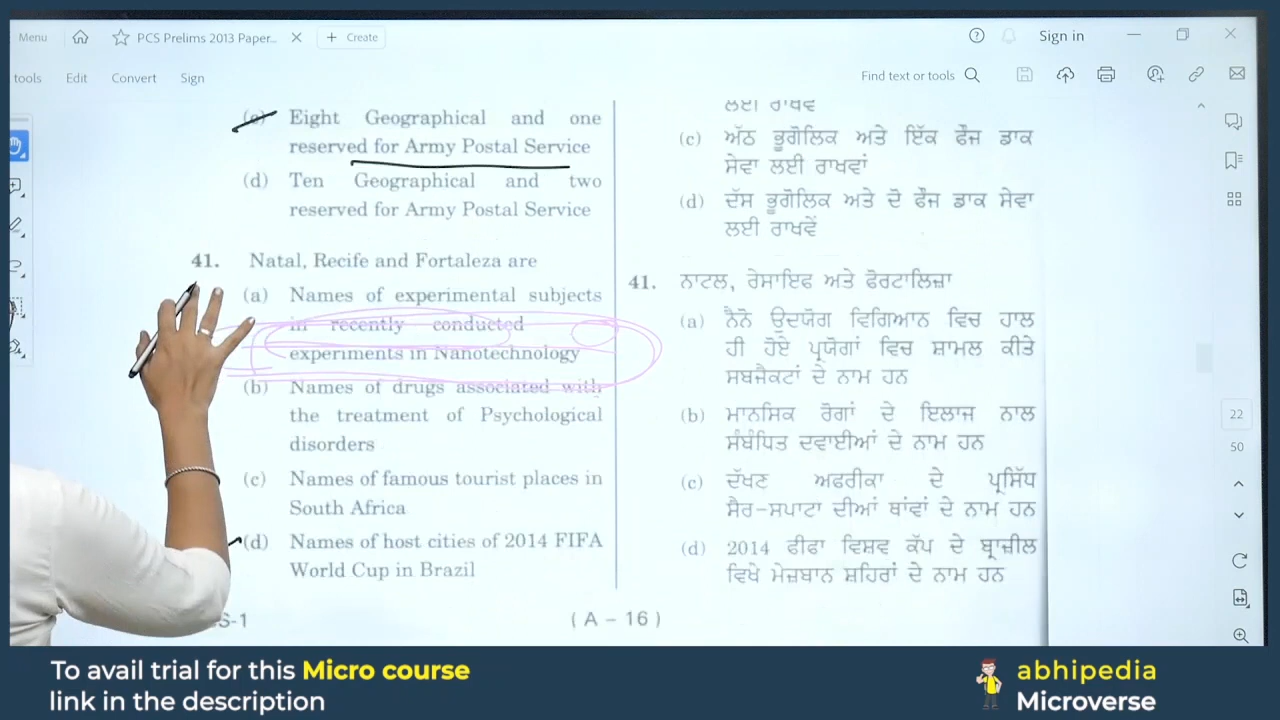 Menu
PCS Prelims 2013 Paper...
Create
Sign in
tools
Edit
Convert
Sign
Find text or tools
(c) Eight Geographical and one
reserved for Army Postal Service
(d) Ten Geographical and two
reserved for Army Postal Service
41. Natal, Recife and Fortaleza are
(a) Names of experimental subjects
in recently conducted
experiments in Nanotechnology
(b) Names of drugs associated with
the treatment of Psychological
disorders
(c) Names of famous tourist places in
South Africa
(d) Names of host cities of 2014 FIFA
World Cup in Brazil
S-1
( A – 16 )
ਲਈ ਰਾਖਵੇਂ
(c) ਅੱਠ ਭੂਗੋਲਿਕ ਅਤੇ ਇੱਕ ਫੌਜ ਡਾਕ
ਸੇਵਾ ਲਈ ਰਾਖਵਾਂ
(d) ਦੱਸ ਭੂਗੋਲਿਕ ਅਤੇ ਦੋ ਫੌਜ ਡਾਕ ਸੇਵਾ
ਲਈ ਰਾਖਵੇਂ
41. ਨਾਟਲ, ਰੇਸਾਇਫ ਅਤੇ ਫੋਰਟਾਲਿਜ਼ਾ
(a) ਨੈਨੋ ਉਦਯੋਗ ਵਿਗਿਆਨ ਵਿਚ ਹਾਲ
ਹੀ ਹੋਏ ਪ੍ਰਯੋਗਾਂ ਵਿਚ ਸ਼ਾਮਲ ਕੀਤੇ
ਸਬਜੈਕਟਾਂ ਦੇ ਨਾਮ ਹਨ
(b) ਮਾਨਸਿਕ ਰੋਗਾਂ ਦੇ ਇਲਾਜ ਨਾਲ
ਸੰਬੰਧਿਤ ਦਵਾਈਆਂ ਦੇ ਨਾਮ ਹਨ
(c) ਦੱਖਣ ਅਫਰੀਕਾ ਦੇ ਪ੍ਰਸਿੱਧ
ਸੈਰ-ਸਪਾਟਾ ਦੀਆਂ ਥਾਂਵਾਂ ਦੇ ਨਾਮ ਹਨ
(d) 2014 ਫੀਫਾ ਵਿਸ਼ਵ ਕੱਪ ਦੇ ਬ੍ਰਾਜ਼ੀਲ
ਵਿਖੇ ਮੇਜ਼ਬਾਨ ਸ਼ਹਿਰਾਂ ਦੇ ਨਾਮ ਹਨ
22
50
To avail trial for this Micro course
link in the description
abhipedia
Microverse